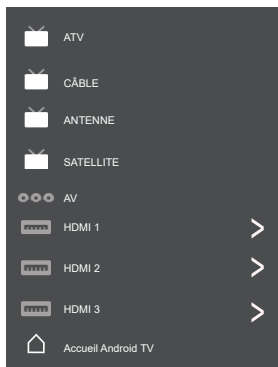 ATV
CÂBLE
ANTENNE
SATELLITE
AV
HDMI 1
HDMI 2
HDMI 3
Accueil Android TV